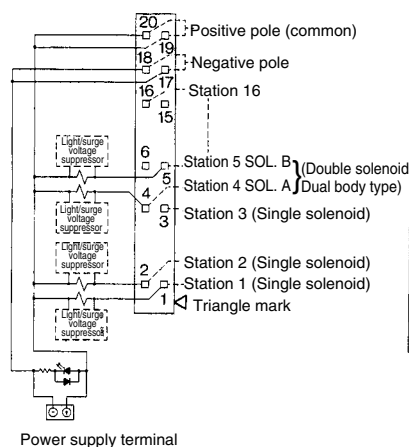 20
Positive pole (common)
19
18
Negative pole
17
16
Station 16
15
Light/surge
voltage
suppressor
6
Station 5 SOL. B
(Double solenoid
5
Station 4 SOL. A
Dual body type)
4
Light/surge
voltage
suppressor
3
Station 3 (Single solenoid)
Light/surge
voltage
suppressor
2
Station 2 (Single solenoid)
Station 1 (Single solenoid)
1
Triangle mark
Light/surge
voltage
suppressor
Power supply terminal